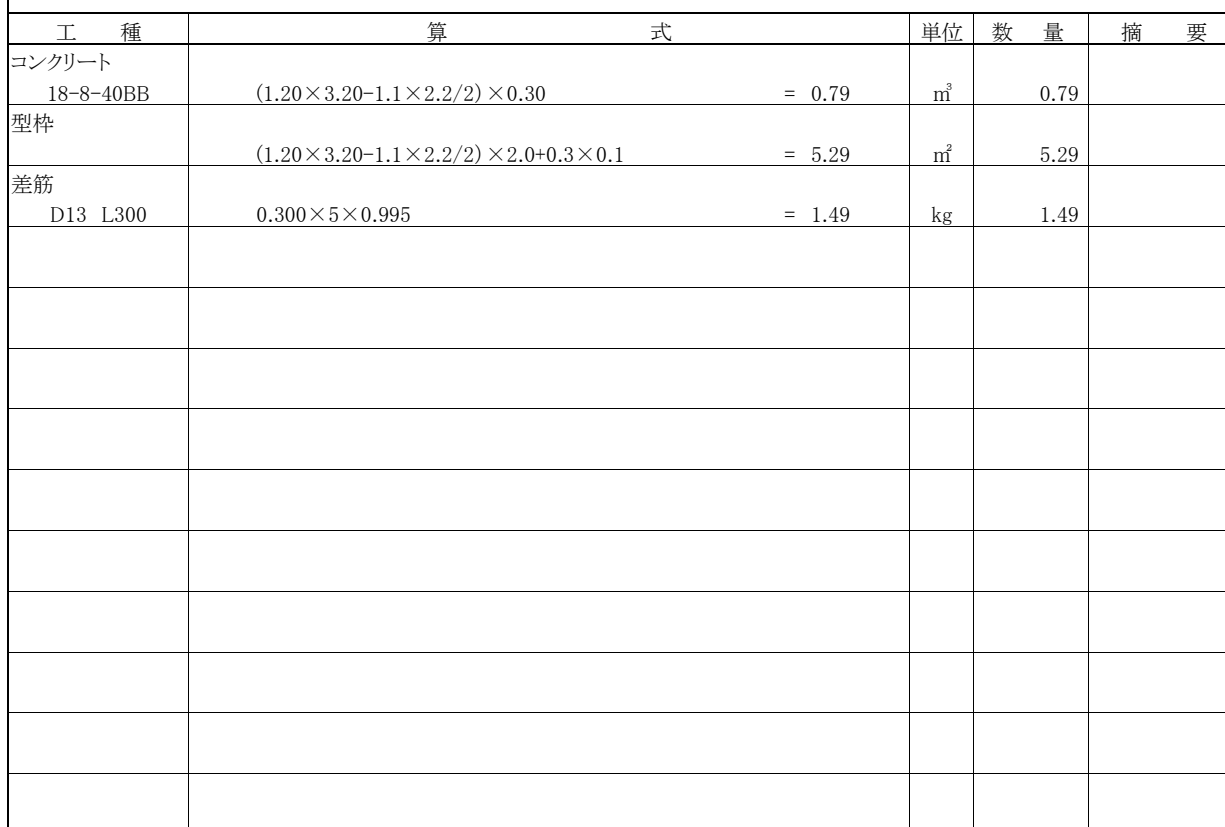 工　種 算　式 単位 数　量 摘　要
コンクリート
18-8-40BB (1.20×3.20-1.1×2.2/2)×0.30 = 0.79 ㎥ 0.79
型枠
(1.20×3.20-1.1×2.2/2)×2.0+0.3×0.1 = 5.29 ㎡ 5.29
差筋
D13 L300 0.300×5×0.995 = 1.49 kg 1.49